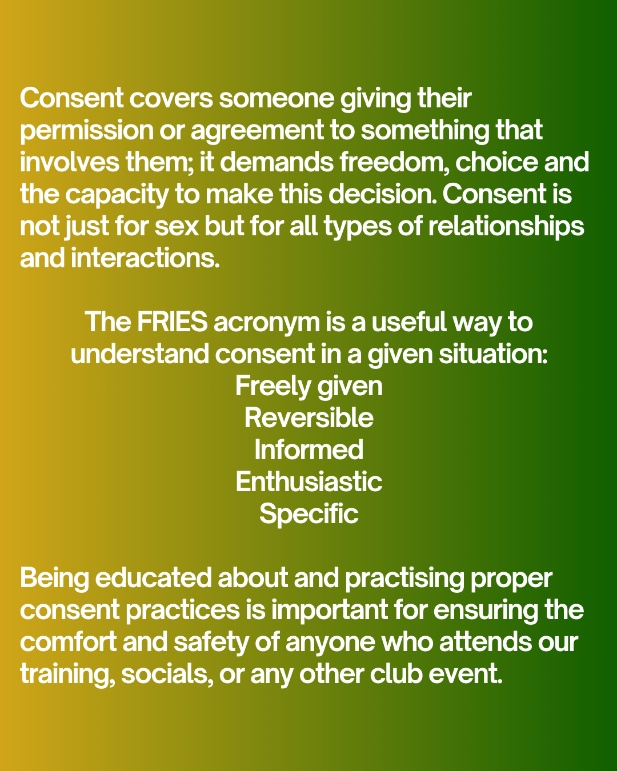 Consent covers someone giving their
permission or agreement to something that
involves them; it demands freedom, choice and
the capacity to make this decision. Consent is
not just for sex but for all types of relationships
and interactions.
The FRIES acronym is a useful way to
understand consent in a given situation:
Freely given
Reversible
Informed
Enthusiastic
Specific
Being educated about and practising proper
consent practices is important for ensuring the
comfort and safety of anyone who attends our
training, socials, or any other club event.